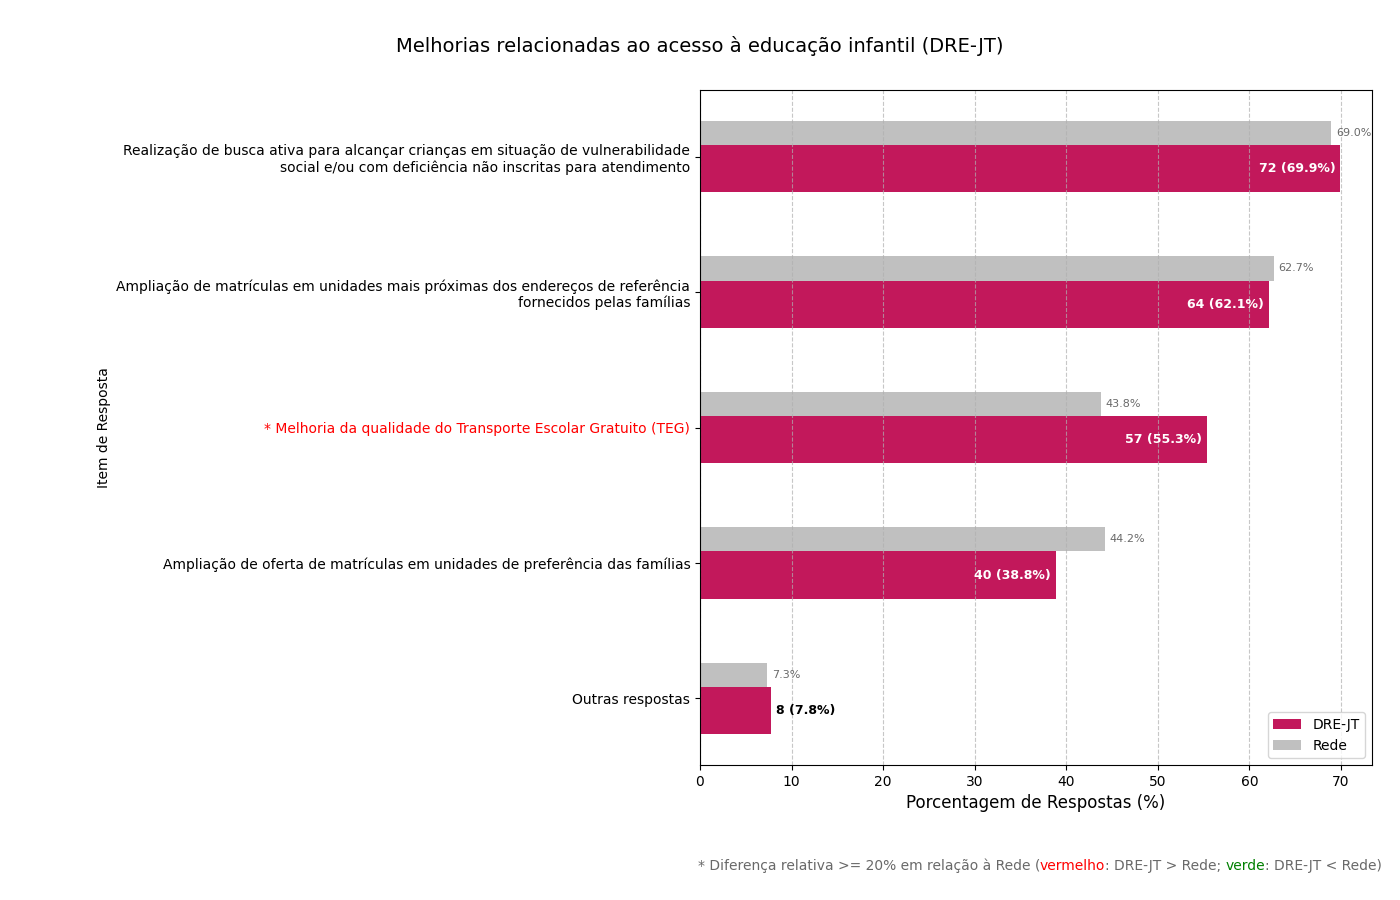 Melhorias relacionadas ao acesso à educação infantil (DRE-JT)
Item de Resposta
Realização de busca ativa para alcançar crianças em situação de vulnerabilidade
social e/ou com deficiência não inscritas para atendimento
69.0%
72 (69.9%)
Ampliação de matrículas em unidades mais próximas dos endereços de referência
fornecidos pelas famílias
62.7%
64 (62.1%)
* Melhoria da qualidade do Transporte Escolar Gratuito (TEG)
43.8%
57 (55.3%)
Ampliação de oferta de matrículas em unidades de preferência das famílias
44.2%
40 (38.8%)
Outras respostas
7.3%
8 (7.8%)
DRE-JT
Rede
0 10 20 30 40 50 60 70
Porcentagem de Respostas (%)
* Diferença relativa >= 20% em relação à Rede (vermelho: DRE-JT > Rede; verde: DRE-JT < Rede)